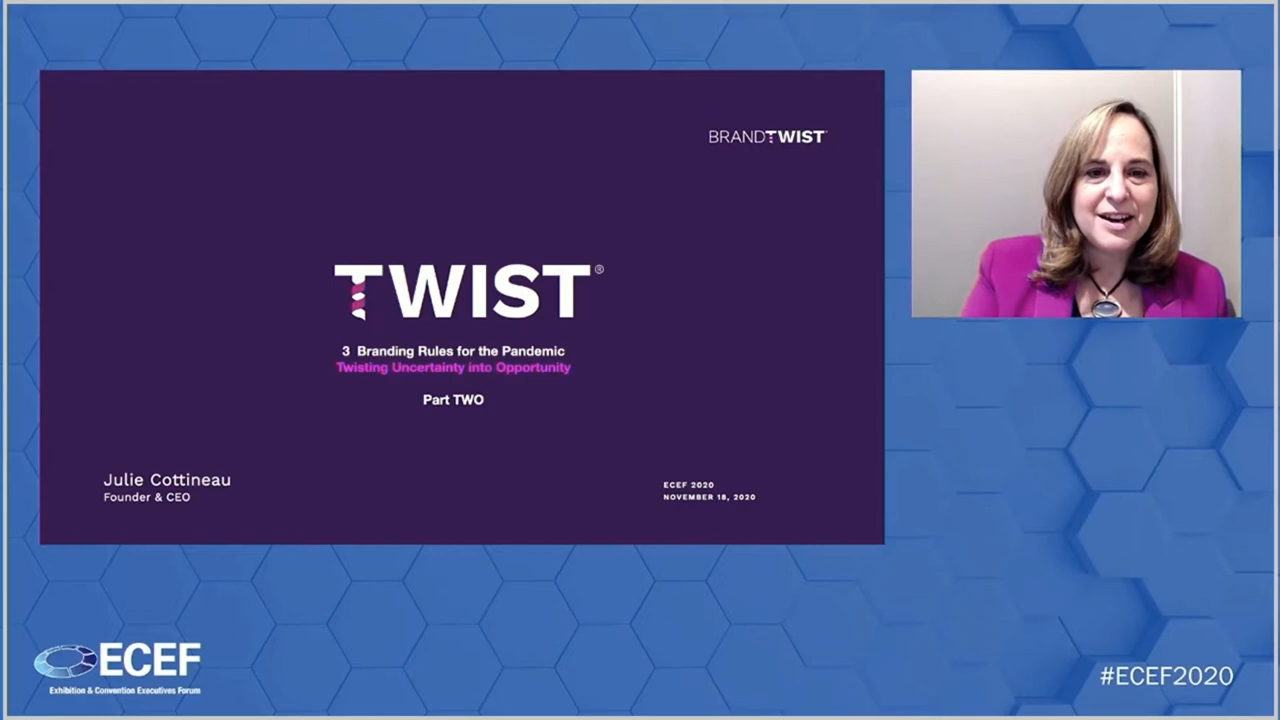 BRANDTWIST
TWIST®
3 Branding Rules for the Pandemic
Twisting Uncertainty into Opportunity
Part TWO
Julie Cottineau
Founder & CEO
ECEF 2020
NOVEMBER 18, 2020
ECEF
Exhibition & Convention Executives Forum
#ECEF2020